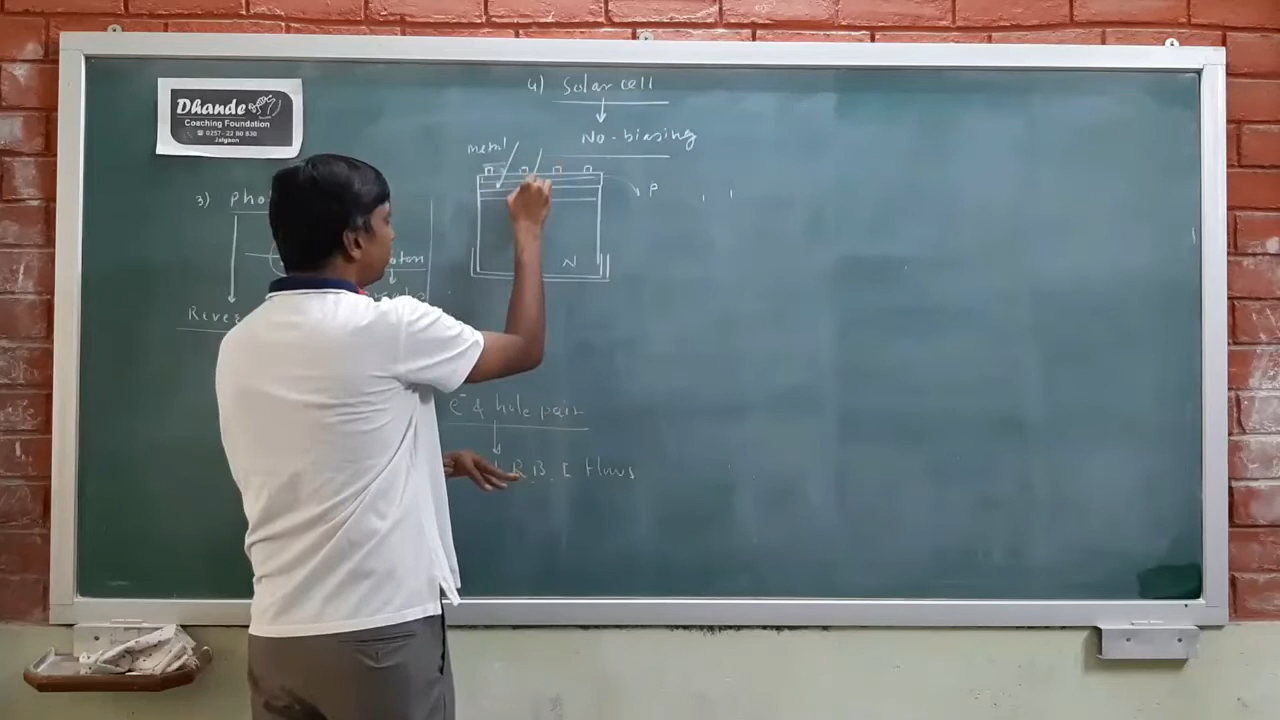 Dhande
Coaching Foundation
☎ 0257- 22 80 830
Jalgaon
4) Solar cell
No-biasing
metal
P
N
3) Pho
Rever
e⁻ & hole pair
R.B. I flows